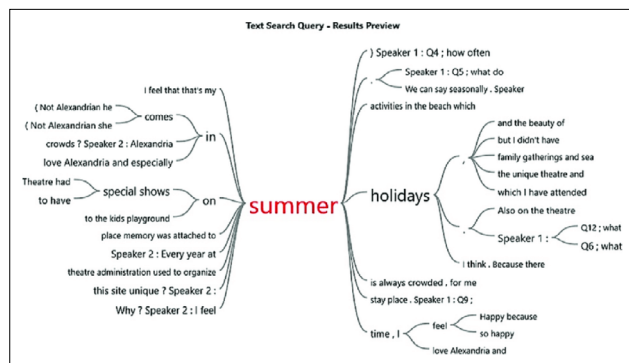 Text Search Query - Results Preview
I feel that that's my
( Not Alexandrian he
( Not Alexandrian she
comes
crowds ? Speaker 2 : Alexandria
love Alexandria and especially
in
Theatre had
to have
special shows
to the kids playground
on
place memory was attached to
Speaker 2 : Every year at
theatre administration used to organize
this site unique ? Speaker 2 :
Why ? Speaker 2 : I feel
summer
) Speaker 1 : Q4 ; how often
.
Speaker 1 : Q5 ; what do
We can say seasonally . Speaker
activities in the beach which
holidays
,
and the beauty of
but I didn't have
family gatherings and sea
the unique theatre and
which I have attended
.
Also on the theatre
Speaker 1 :
Q12 ; what
Q6 ; what
I think . Because there
is always crowded . for me
stay place . Speaker 1 : Q9 ;
time , I
feel
Happy because
so happy
love Alexandria and